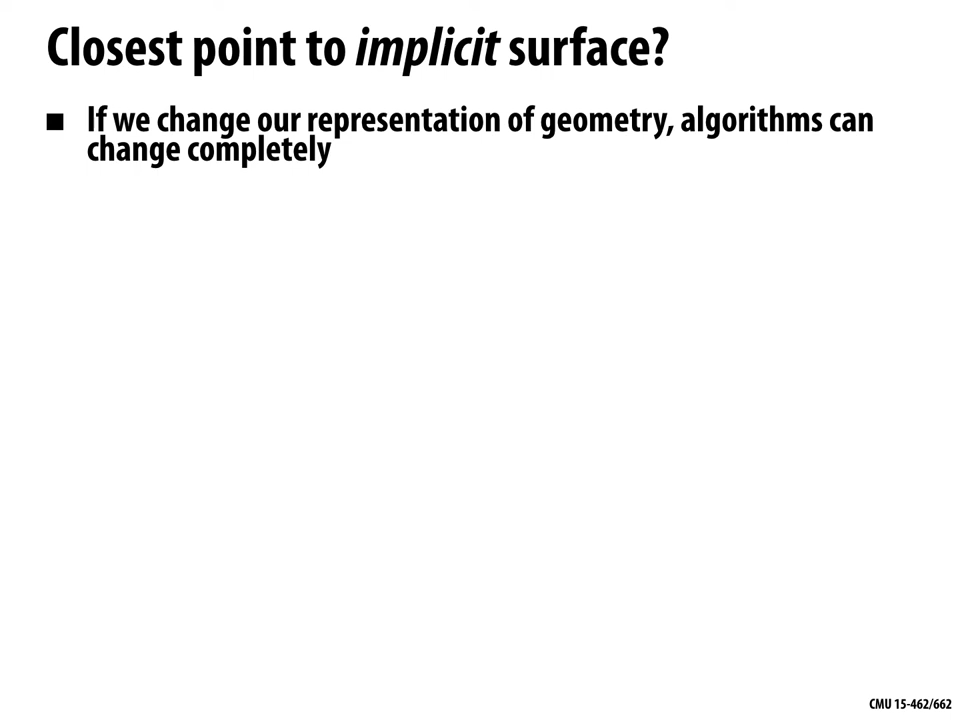 Closest point to implicit surface?
■ If we change our representation of geometry, algorithms can
change completely
CMU 15-462/662